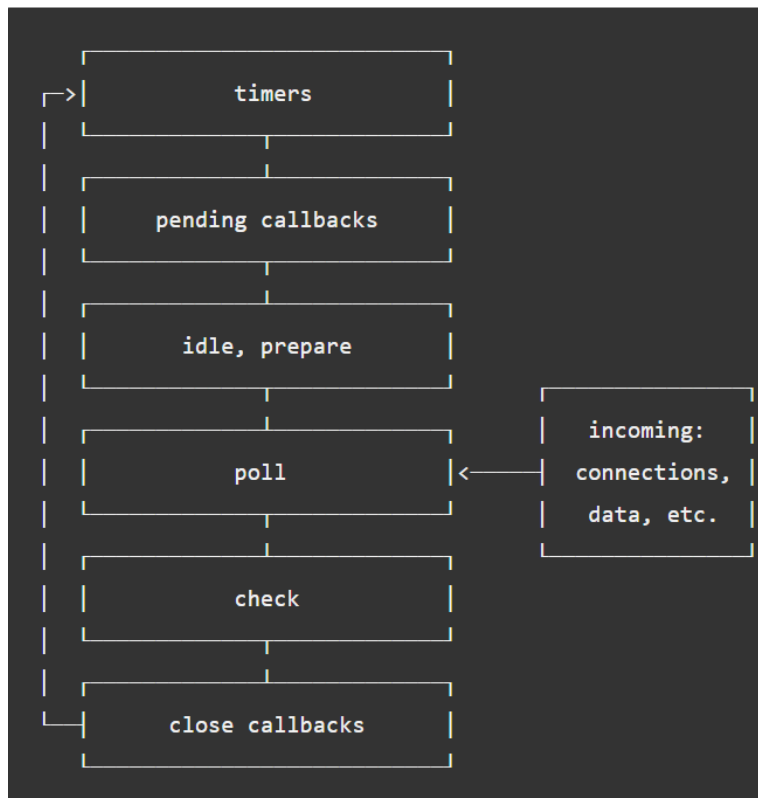 timers
pending callbacks
idle, prepare
poll
incoming:
connections,
data, etc.
check
close callbacks